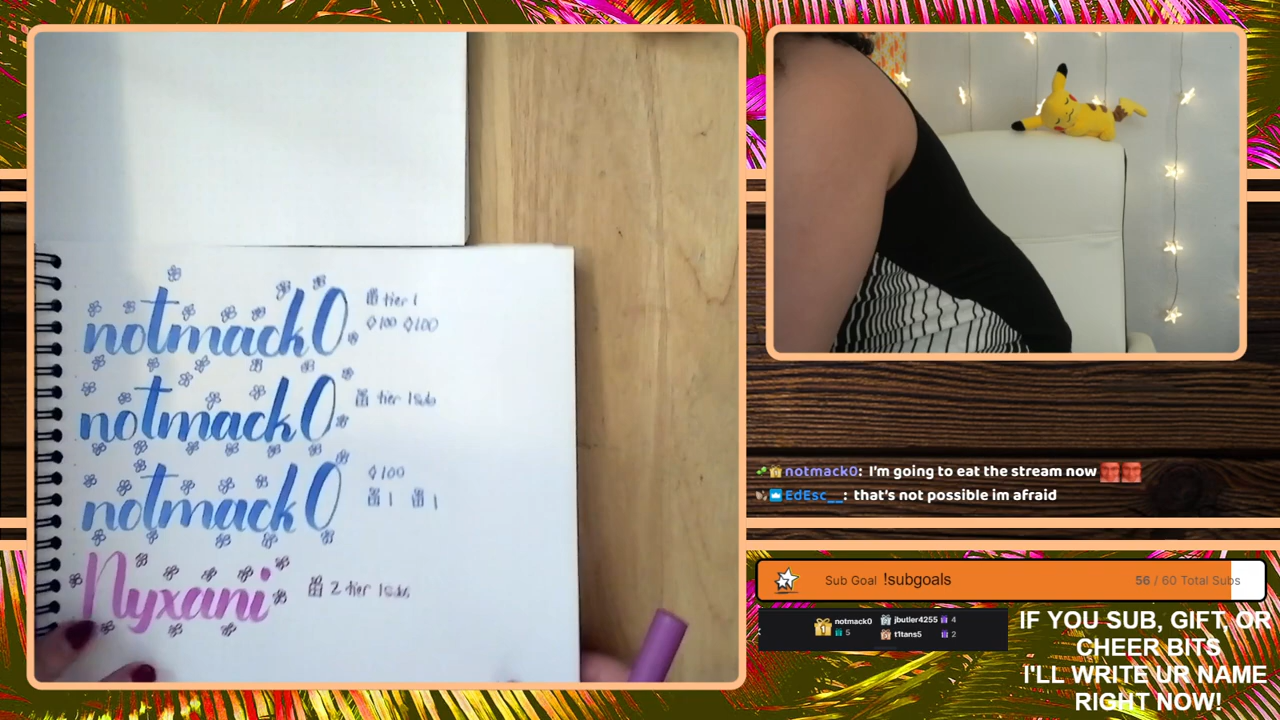 notmack0 tier 1
100 100
notmack0 tier 1 sub
notmack0 100
1 1
Nyxani 2 tier 1 subs
notmack0: I'm going to eat the stream now
EdEsc__: that's not possible im afraid
Sub Goal !subgoals 56 / 60 Total Subs
1 notmack0 5
jbutler4255 4
t1tans5 2
IF YOU SUB, GIFT, OR
CHEER BITS
I'LL WRITE UR NAME
RIGHT NOW!